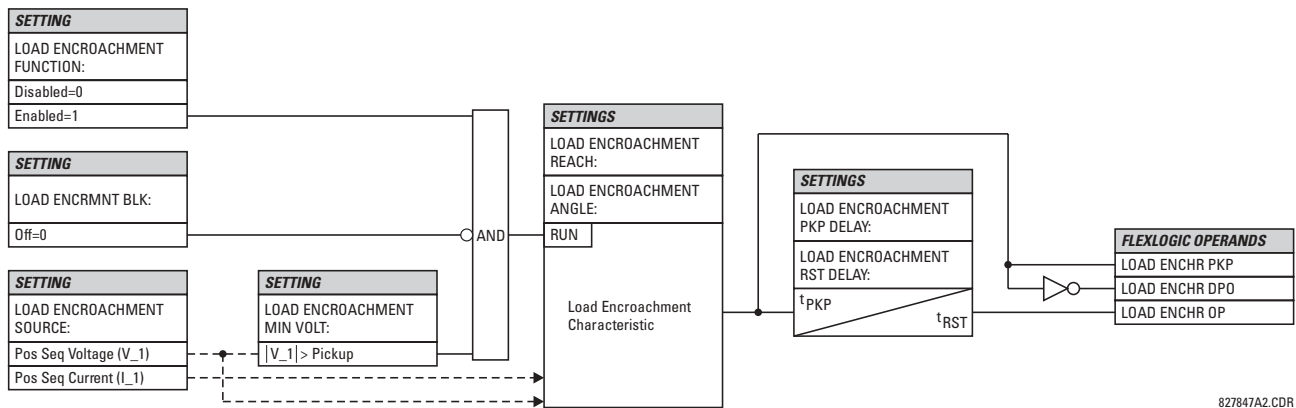 SETTING
LOAD ENCROACHMENT
FUNCTION:
Disabled=0
Enabled=1
SETTING
LOAD ENCRMNT BLK:
Off=0
SETTING
LOAD ENCROACHMENT
SOURCE:
Pos Seq Voltage (V_1)
Pos Seq Current (I_1)
SETTING
LOAD ENCROACHMENT
MIN VOLT:
|V_1| > Pickup
AND
SETTINGS
LOAD ENCROACHMENT
REACH:
LOAD ENCROACHMENT
ANGLE:
RUN
Load Encroachment
Characteristic
SETTINGS
LOAD ENCROACHMENT
PKP DELAY:
LOAD ENCROACHMENT
RST DELAY:
tPKP
tRST
FLEXLOGIC OPERANDS
LOAD ENCHR PKP
LOAD ENCHR DPO
LOAD ENCHR OP
827847A2.CDR